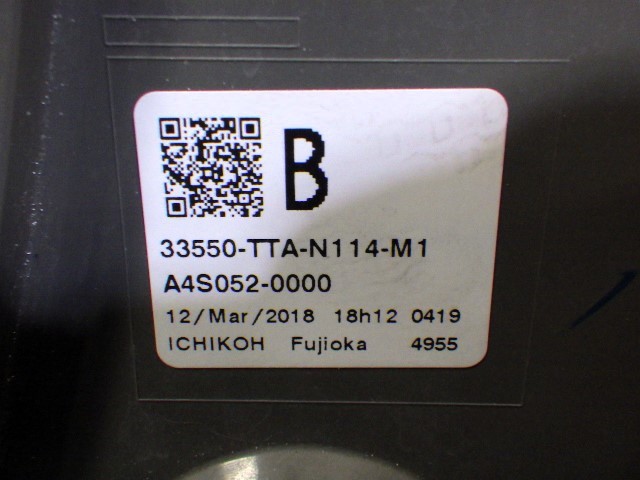 B
33550-TTA-N114-M1
A4S052-0000
12/Mar/2018 18h12 0419
ICHIKOH Fujioka 4955